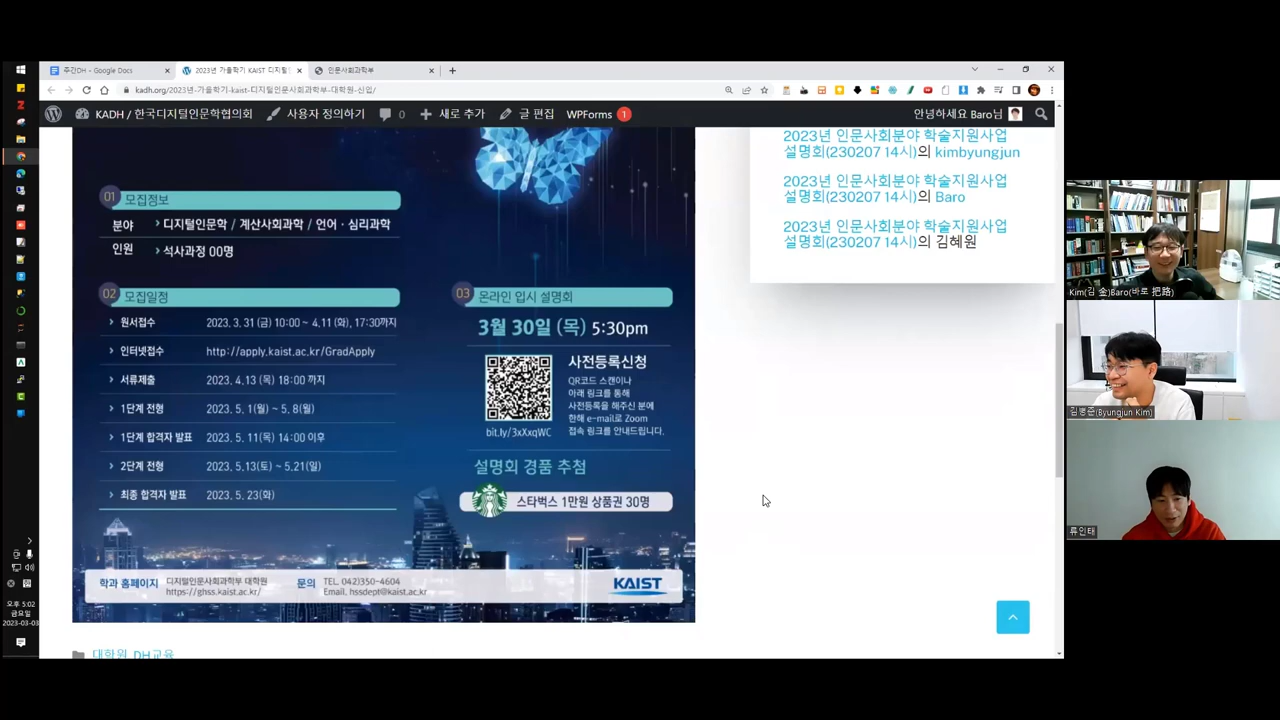 주간DH - Google Docs
2023년 가을학기 KAIST 디지털인
인문사회과학부
kadh.org/2023년-가을학기-kaist-디지털인문사회과학부-대학원-신입/
KADH / 한국디지털인문학협의회
사용자 정의하기
0
새로 추가
글 편집
WPForms
1
안녕하세요 Baro님
01
모집정보
분야
디지털인문학 / 계산사회과학 / 언어 · 심리과학
인원
석사과정 00명
02
모집일정
원서접수
2023. 3. 31 (금) 10:00 ~ 4.11 (화), 17:30까지
인터넷접수
http://apply.kaist.ac.kr/GradApply
서류제출
2023. 4.13 (목) 18:00 까지
1단계 전형
2023. 5. 1(월) ~ 5. 8(월)
1단계 합격자 발표
2023. 5. 11(목) 14:00 이후
2단계 전형
2023. 5.13(토) ~ 5.21(일)
최종 합격자 발표
2023. 5. 23(화)
03
온라인 입시 설명회
3월 30일 (목) 5:30pm
사전등록신청
QR코드 스캔이나
아래 링크를 통해
사전등록을 해주신 분에
한해 e-mail로 Zoom
접속 링크를 안내드립니다.
bit.ly/3xXxqWC
설명회 경품 추첨
스타벅스 1만원 상품권 30명
학과 홈페이지
디지털인문사회과학부 대학원
https://ghss.kaist.ac.kr/
문의
TEL. 042)350-4604
Email. hssdept@kaist.ac.kr
KAIST
대학원, DH교육
2023년 인문사회분야 학술지원사업
설명회(230207 14시)의 kimbyungjun
2023년 인문사회분야 학술지원사업
설명회(230207 14시)의 Baro
2023년 인문사회분야 학술지원사업
설명회(230207 14시)의 김혜원
Kim(김 金)Baro(바로 把路)
김병준(Byungjun Kim)
류인태
오후 5:02
금요일
2023-03-03